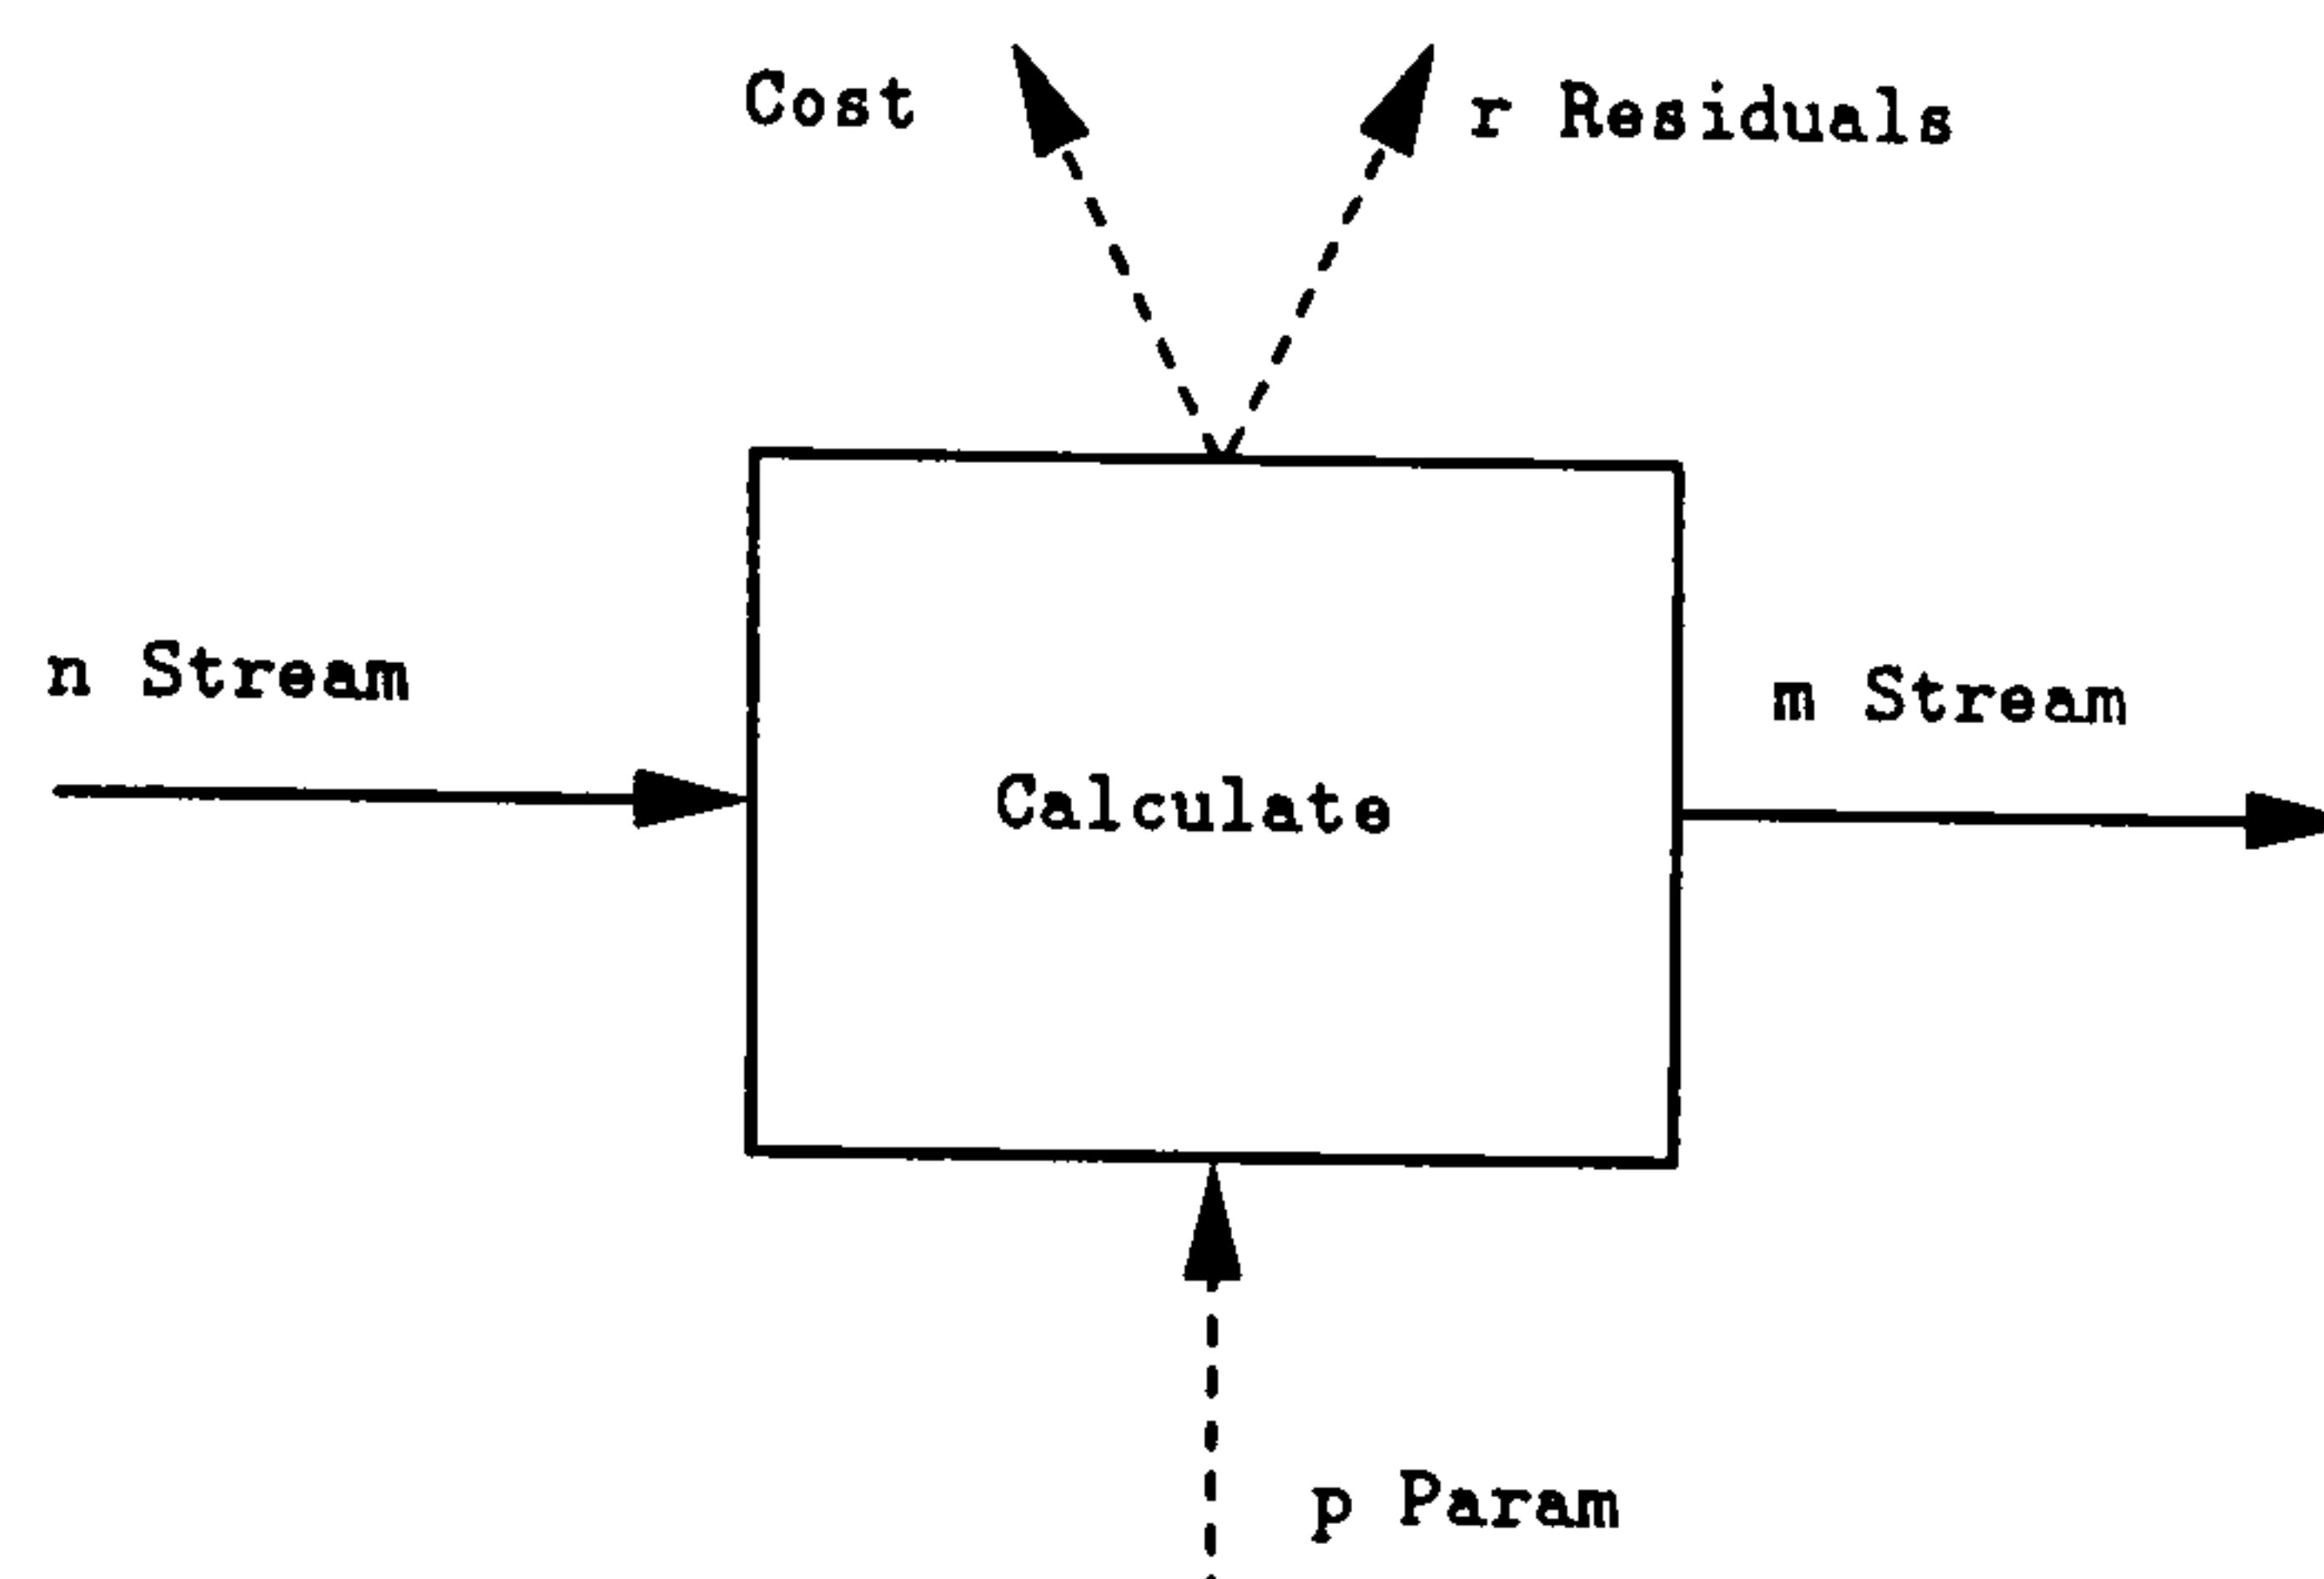 Cost
r Residuals
n Stream
m Stream
Calculate
p Param